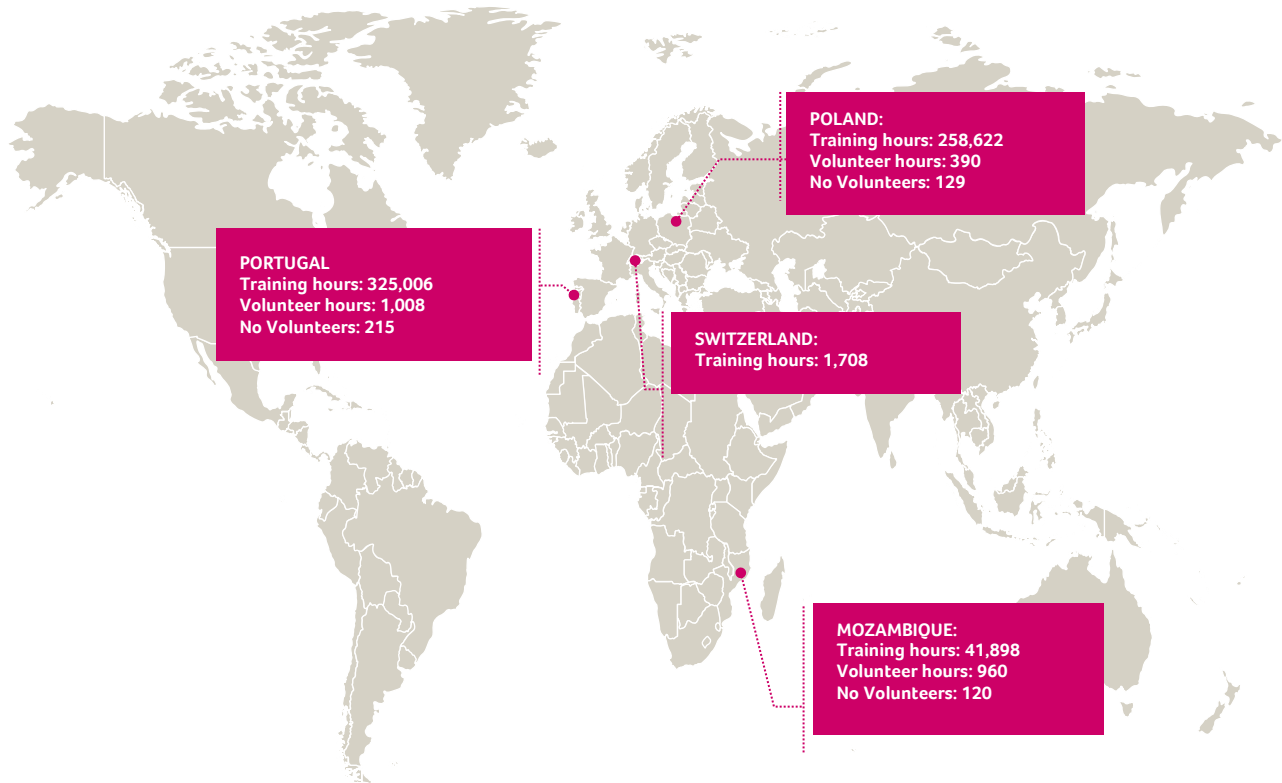 POLAND:
Training hours: 258,622
Volunteer hours: 390
No Volunteers: 129
PORTUGAL
Training hours: 325,006
Volunteer hours: 1,008
No Volunteers: 215
SWITZERLAND:
Training hours: 1,708
MOZAMBIQUE:
Training hours: 41,898
Volunteer hours: 960
No Volunteers: 120